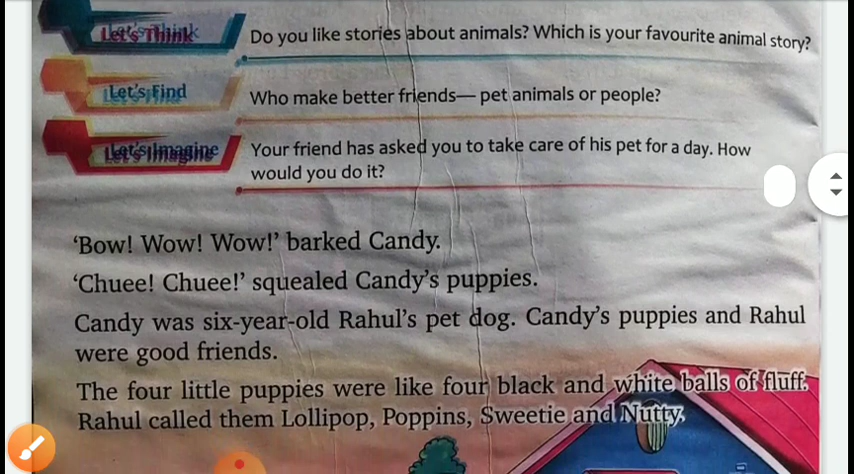 Let's Think
Do you like stories about animals? Which is your favourite animal story?
Let's Find
Who make better friends— pet animals or people?
Let's Imagine
Your friend has asked you to take care of his pet for a day. How
would you do it?
‘Bow! Wow! Wow!’ barked Candy.
‘Chuee! Chuee!’ squealed Candy’s puppies.
Candy was six-year-old Rahul’s pet dog. Candy’s puppies and Rahul
were good friends.
The four little puppies were like four black and white balls of fluff.
Rahul called them Lollipop, Poppins, Sweetie and Nutty.